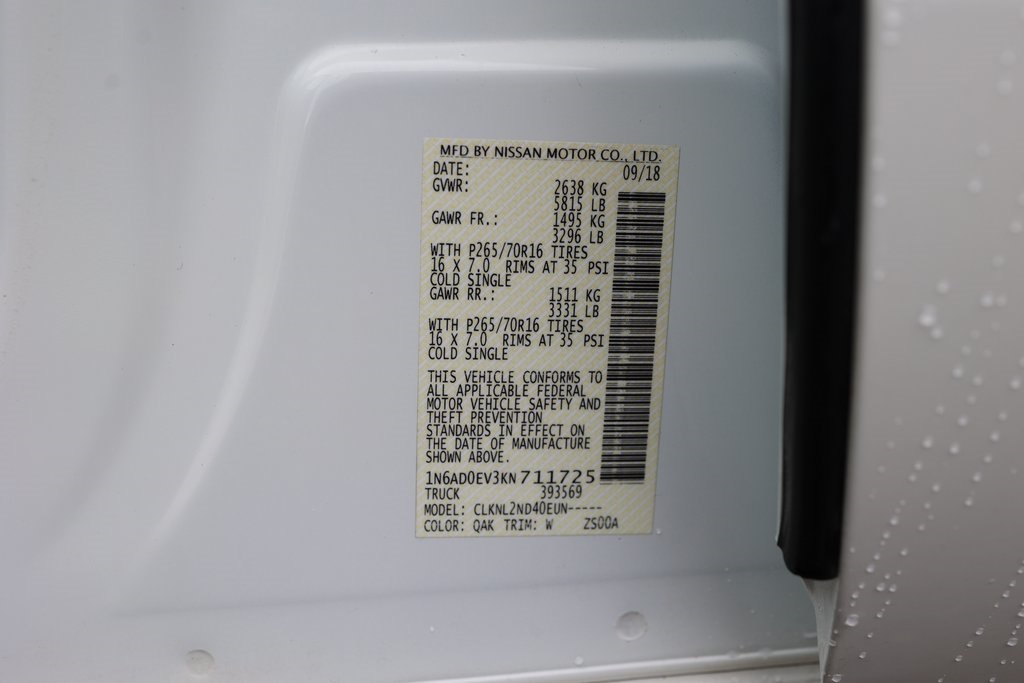 MFD BY NISSAN MOTOR CO., LTD.
DATE: 09/18
GVWR: 2638 KG
5815 LB
GAWR FR.: 1495 KG
3296 LB
WITH P265/70R16 TIRES
16 X 7.0 RIMS AT 35 PSI
COLD SINGLE
GAWR RR.: 1511 KG
3331 LB
WITH P265/70R16 TIRES
16 X 7.0 RIMS AT 35 PSI
COLD SINGLE
THIS VEHICLE CONFORMS TO
ALL APPLICABLE FEDERAL
MOTOR VEHICLE SAFETY AND
THEFT PREVENTION
STANDARDS IN EFFECT ON
THE DATE OF MANUFACTURE
SHOWN ABOVE.
1N6AD0EV3KN711725
TRUCK 393569
MODEL: CLKNL2ND40EUN-----
COLOR: QAK TRIM: W ZS00A